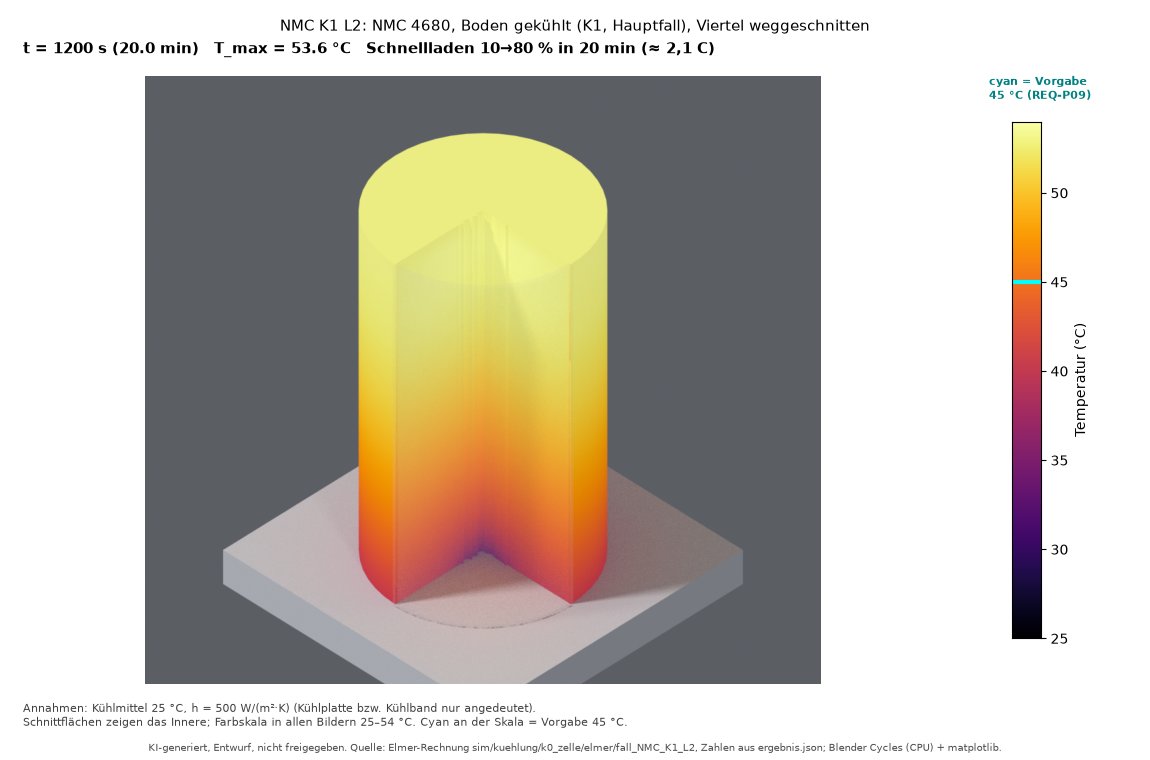 NMC K1 L2: NMC 4680, Boden gekühlt (K1, Hauptfall), Viertel weggeschnitten
t = 1200 s (20.0 min)   T_max = 53.6 °C   Schnellladen 10→80 % in 20 min (≈ 2,1 C)
cyan = Vorgabe
45 °C (REQ-P09)
50
45
40
35
30
25
Temperatur (°C)
Annahmen: Kühlmittel 25 °C, h = 500 W/(m²·K) (Kühlplatte bzw. Kühlband nur angedeutet).
Schnittflächen zeigen das Innere; Farbskala in allen Bildern 25–54 °C. Cyan an der Skala = Vorgabe 45 °C.
KI-generiert, Entwurf, nicht freigegeben. Quelle: Elmer-Rechnung sim/kuehlung/k0_zelle/elmer/fall_NMC_K1_L2, Zahlen aus ergebnis.json; Blender Cycles (CPU) + matplotlib.